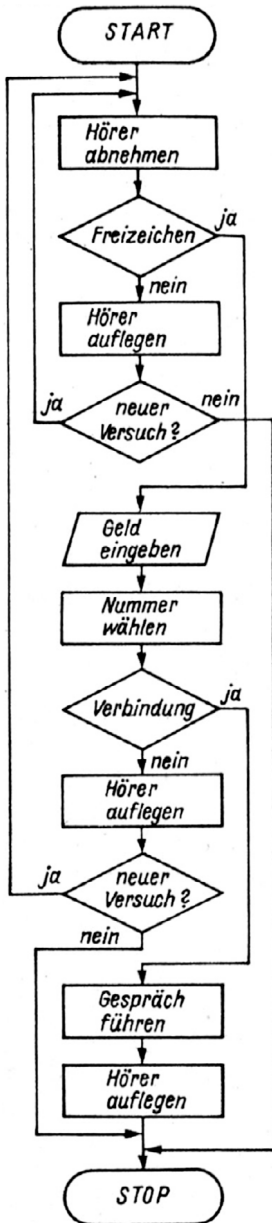 START
Hörer
abnehmen
Freizeichen
ja
nein
Hörer
auflegen
ja
neuer
Versuch?
nein
Geld
eingeben
Nummer
wählen
Verbindung
ja
nein
Hörer
auflegen
ja
neuer
Versuch?
nein
Gespräch
führen
Hörer
auflegen
STOP